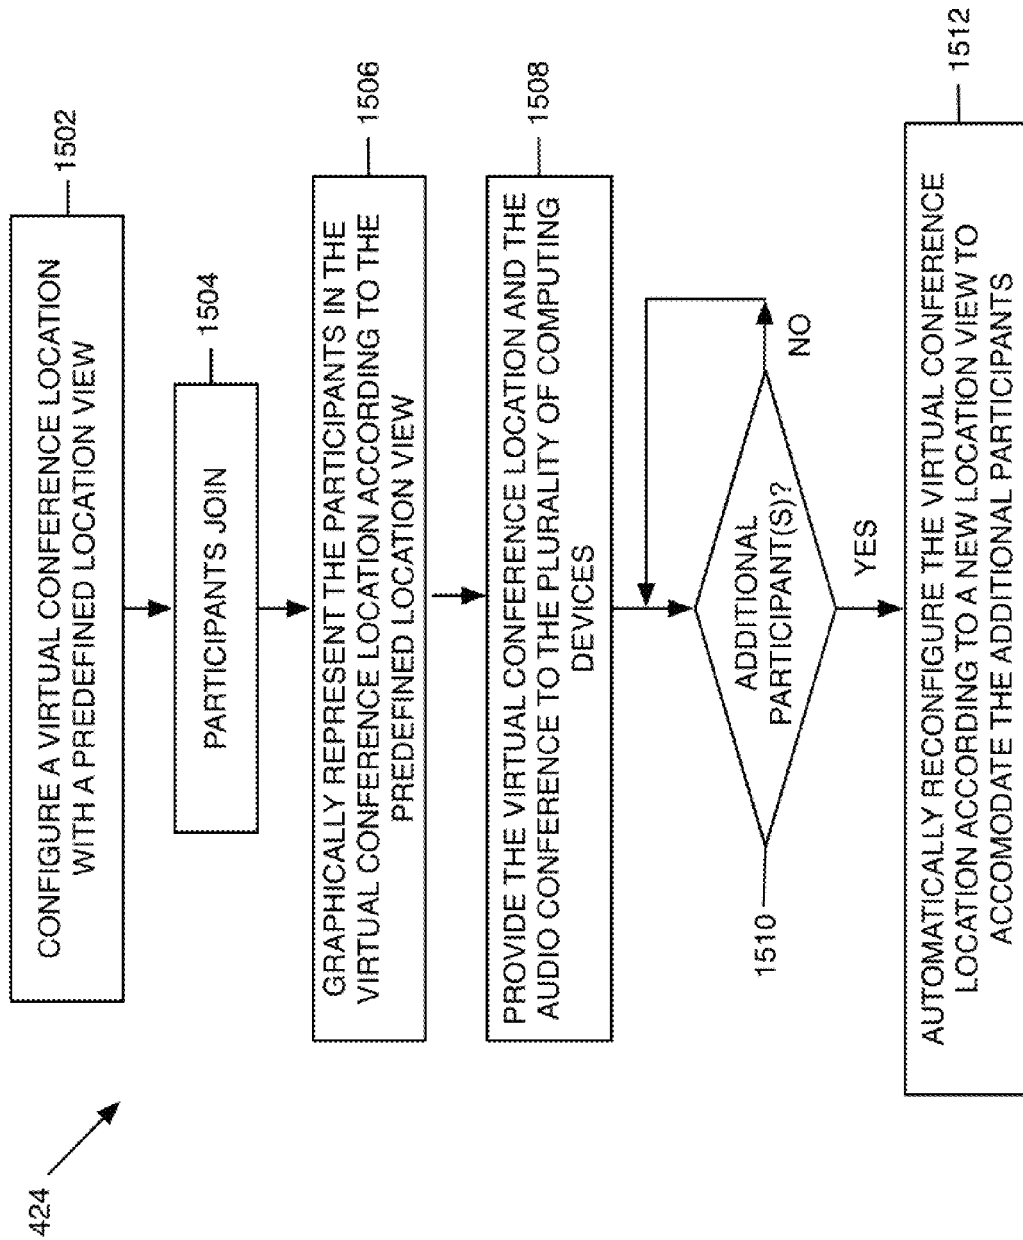 424
CONFIGURE A VIRTUAL CONFERENCE LOCATION
WITH A PREDEFINED LOCATION VIEW
1502
PARTICIPANTS JOIN
1504
GRAPHICALLY REPRESENT THE PARTICIPANTS IN THE
VIRTUAL CONFERENCE LOCATION ACCORDING TO THE
PREDEFINED LOCATION VIEW
1506
PROVIDE THE VIRTUAL CONFERENCE LOCATION AND THE
AUDIO CONFERENCE TO THE PLURALITY OF COMPUTING
DEVICES
1508
ADDITIONAL
PARTICIPANT(S)?
1510
NO
YES
AUTOMATICALLY RECONFIGURE THE VIRTUAL CONFERENCE
LOCATION ACCORDING TO A NEW LOCATION VIEW TO
ACCOMODATE THE ADDITIONAL PARTICIPANTS
1512